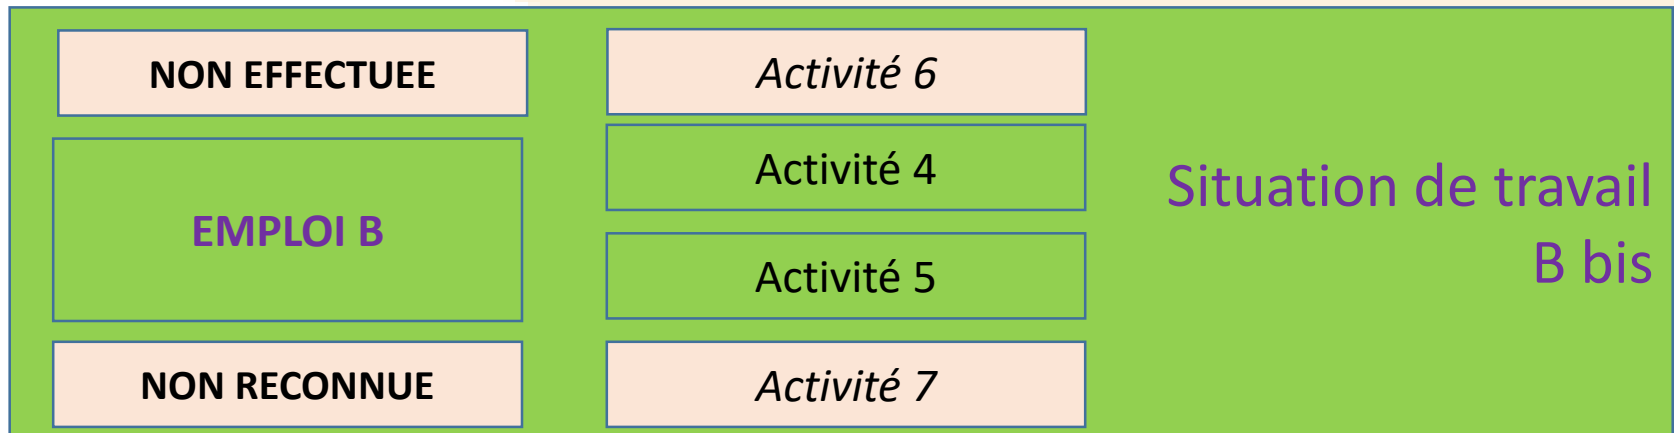 NON EFFECTUEE
Activité 6
EMPLOI B
Activité 4
Activité 5
NON RECONNUE
Activité 7
Situation de travail
B bis